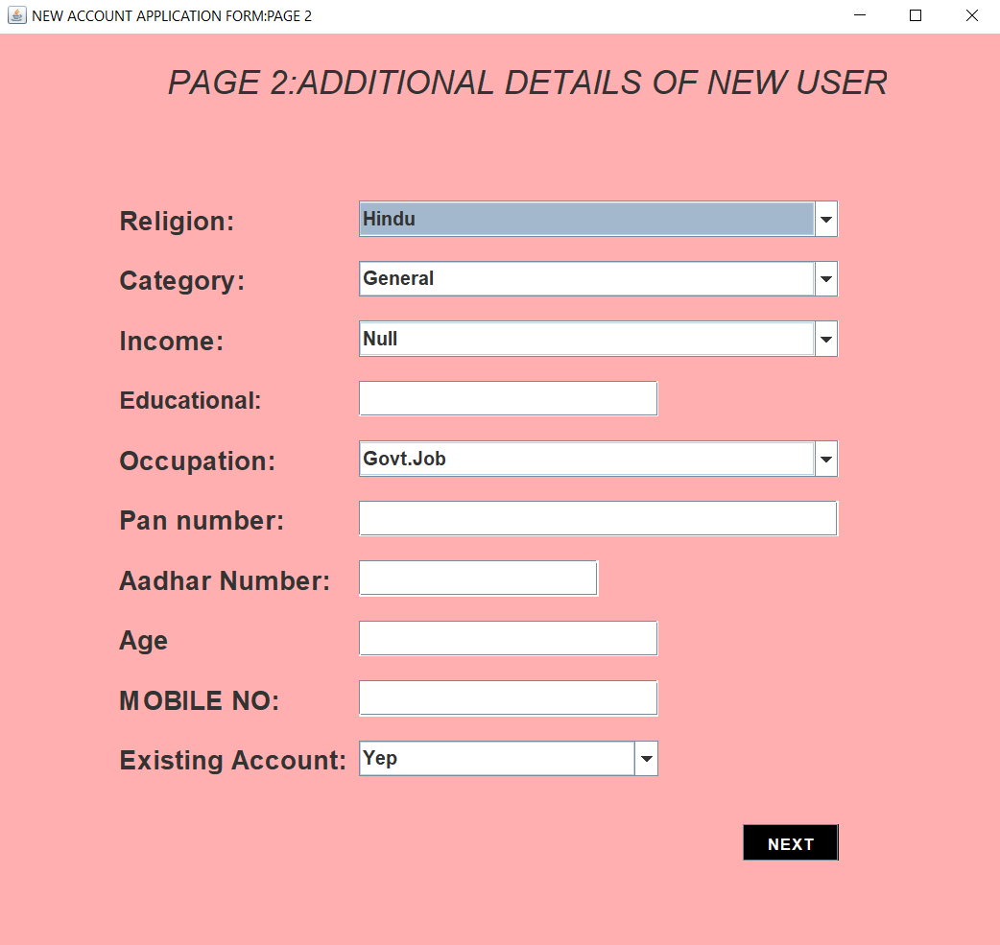 NEW ACCOUNT APPLICATION FORM:PAGE 2
PAGE 2:ADDITIONAL DETAILS OF NEW USER
Religion: Hindu
Category: General
Income: Null
Educational:
Occupation: Govt.Job
Pan number:
Aadhar Number:
Age
MOBILE NO:
Existing Account: Yep
NEXT